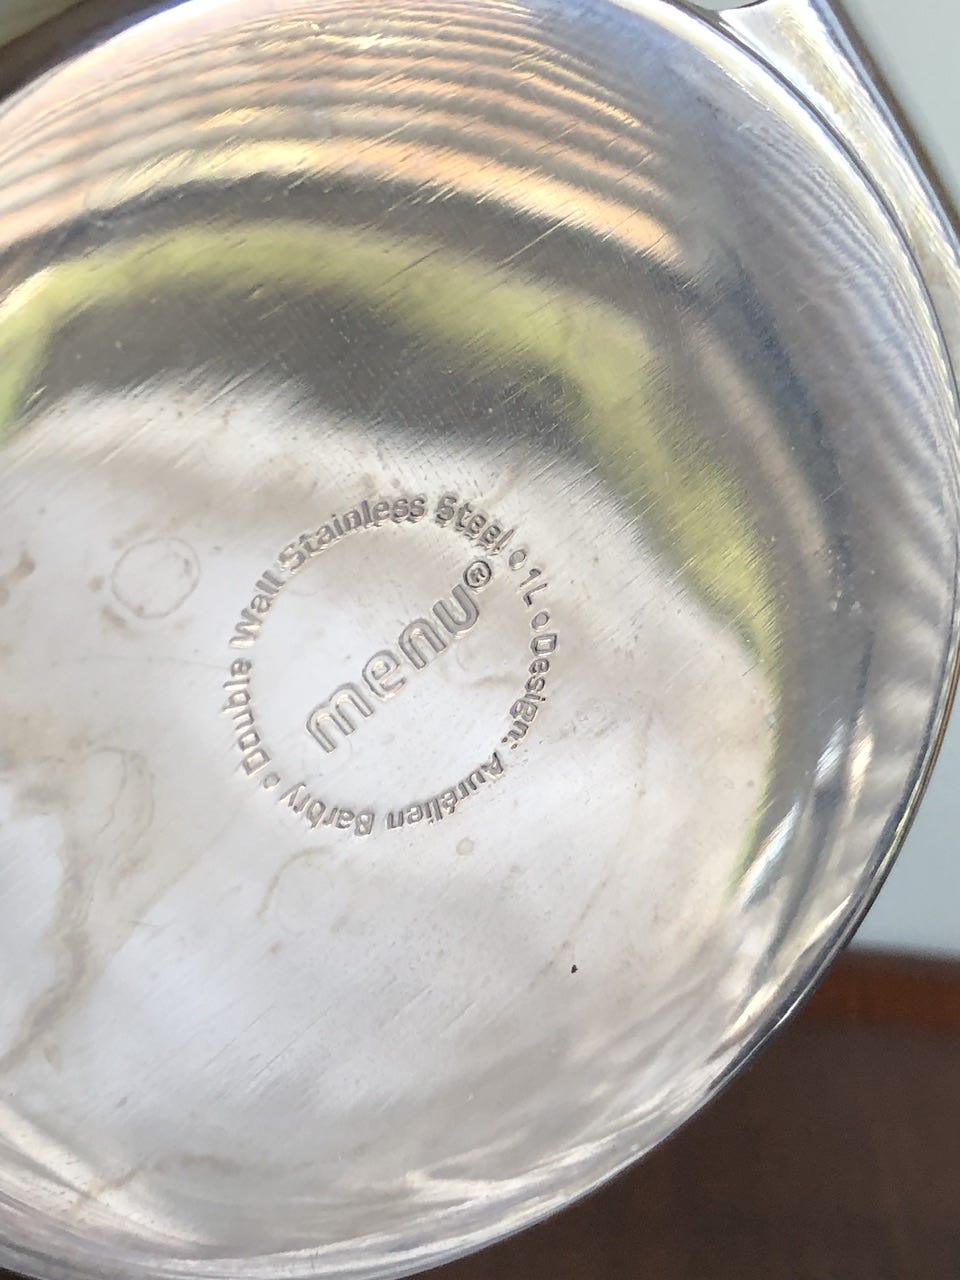 Double Wall Stainless Steel • 1L • Design: Aurélien Barbry •
menu®